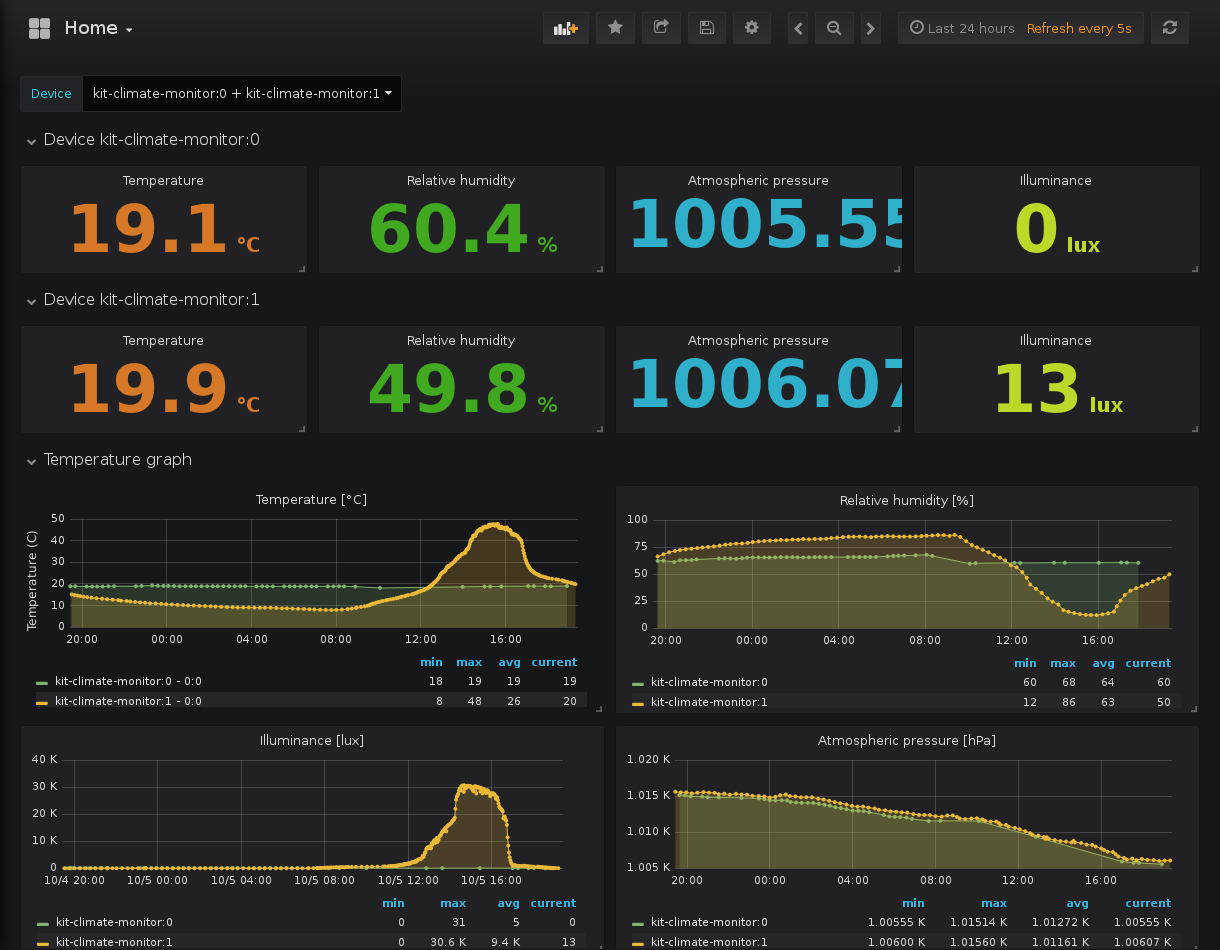 Home
Last 24 hours Refresh every 5s
Device kit-climate-monitor:0 + kit-climate-monitor:1
Device kit-climate-monitor:0
Temperature Relative humidity Atmospheric pressure Illuminance
19.1 °C 60.4 % 1005.55 0 lux
Device kit-climate-monitor:1
Temperature Relative humidity Atmospheric pressure Illuminance
19.9 °C 49.8 % 1006.07 13 lux
Temperature graph
Temperature [°C]
Temperature (C)
50
40
30
20
10
0
20:00 00:00 04:00 08:00 12:00 16:00
min max avg current
kit-climate-monitor:0 - 0:0 18 19 19 19
kit-climate-monitor:1 - 0:0 8 48 26 20
Relative humidity [%]
100
75
50
25
0
20:00 00:00 04:00 08:00 12:00 16:00
min max avg current
kit-climate-monitor:0 60 68 64 60
kit-climate-monitor:1 12 86 63 50
Illuminance [lux]
40 K
30 K
20 K
10 K
0
10/4 20:00 10/5 00:00 10/5 04:00 10/5 08:00 10/5 12:00 10/5 16:00
min max avg current
kit-climate-monitor:0 0 31 5 0
kit-climate-monitor:1 0 30.6 K 9.4 K 13
Atmospheric pressure [hPa]
1.020 K
1.015 K
1.010 K
1.005 K
20:00 00:00 04:00 08:00 12:00 16:00
min max avg current
kit-climate-monitor:0 1.00555 K 1.01514 K 1.01272 K 1.00555 K
kit-climate-monitor:1 1.00600 K 1.01560 K 1.01161 K 1.00607 K